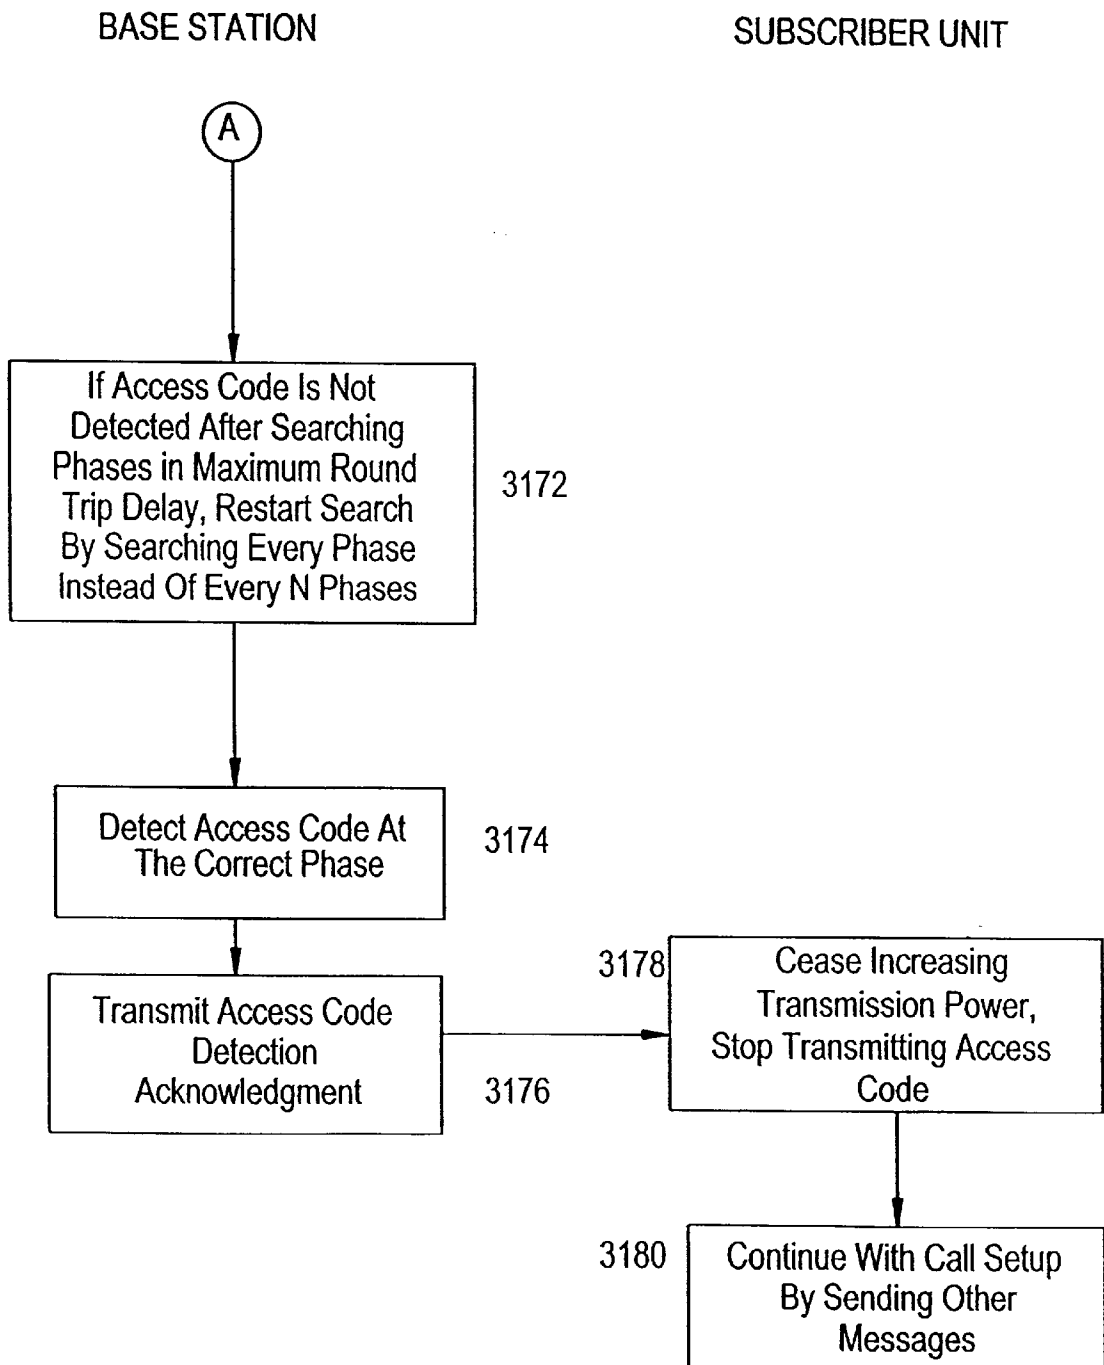 BASE STATION
SUBSCRIBER UNIT
A
If Access Code Is Not
Detected After Searching
Phases in Maximum Round
Trip Delay, Restart Search
By Searching Every Phase
Instead Of Every N Phases
3172
Detect Access Code At
The Correct Phase
3174
Transmit Access Code
Detection
Acknowledgment
3176
3178
Cease Increasing
Transmission Power,
Stop Transmitting Access
Code
3180
Continue With Call Setup
By Sending Other
Messages